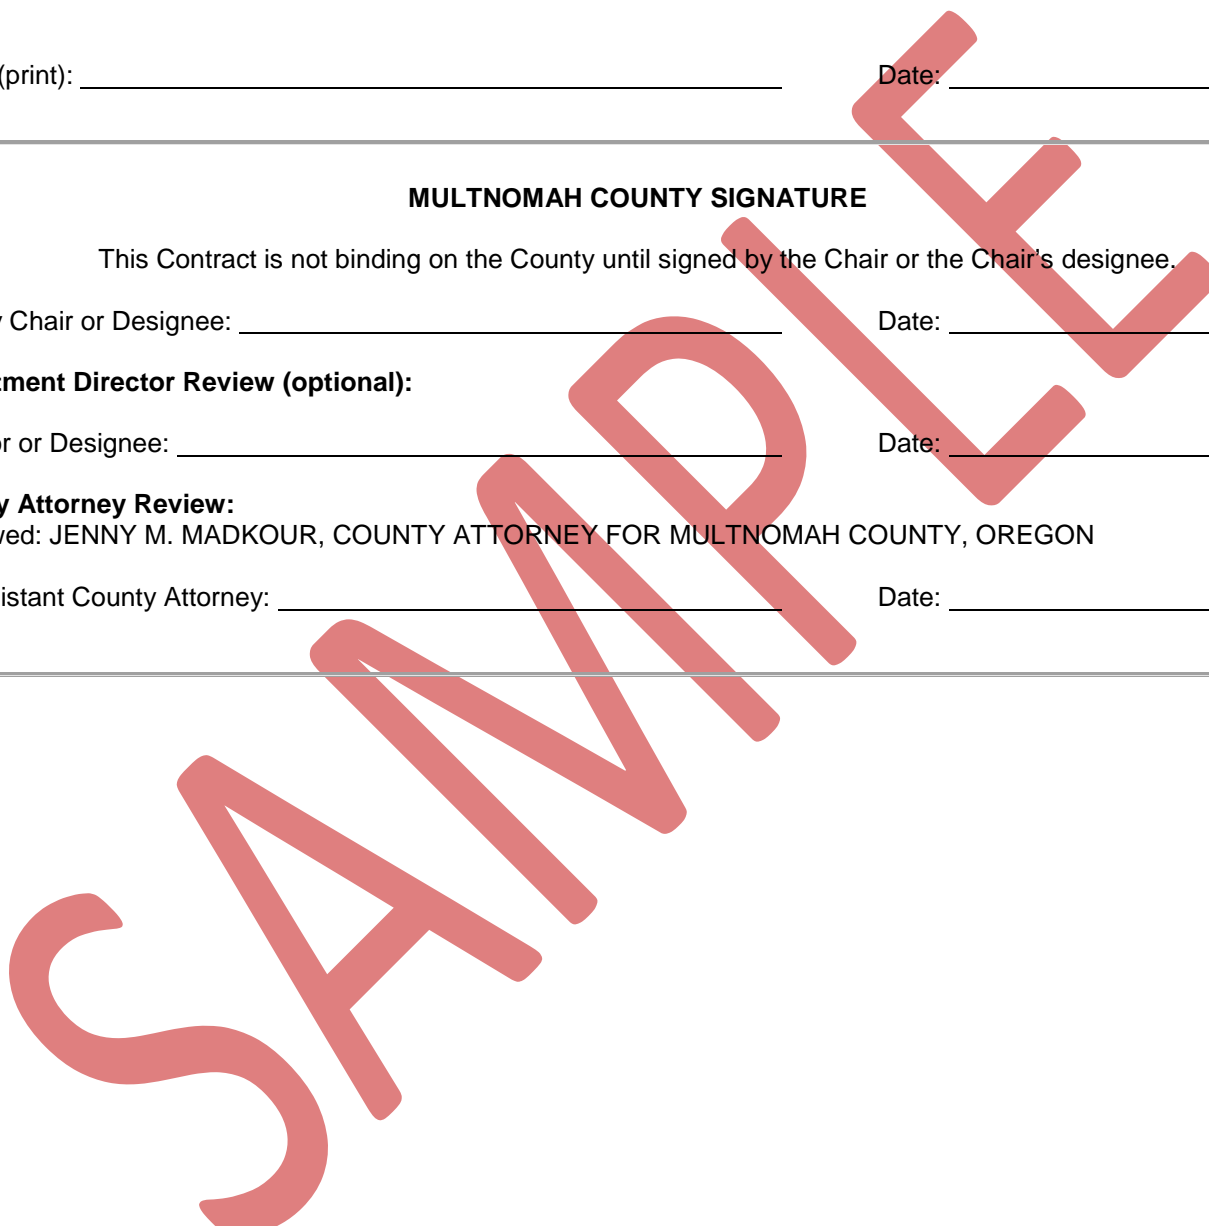 (print): Date:
MULTNOMAH COUNTY SIGNATURE
This Contract is not binding on the County until signed by the Chair or the Chair's designee.
y Chair or Designee: Date:
tment Director Review (optional):
or or Designee: Date:
y Attorney Review:
wed: JENNY M. MADKOUR, COUNTY ATTORNEY FOR MULTNOMAH COUNTY, OREGON
istant County Attorney: Date:
SAMPLE